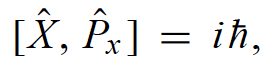 [X̂, P̂ₓ] = iħ,